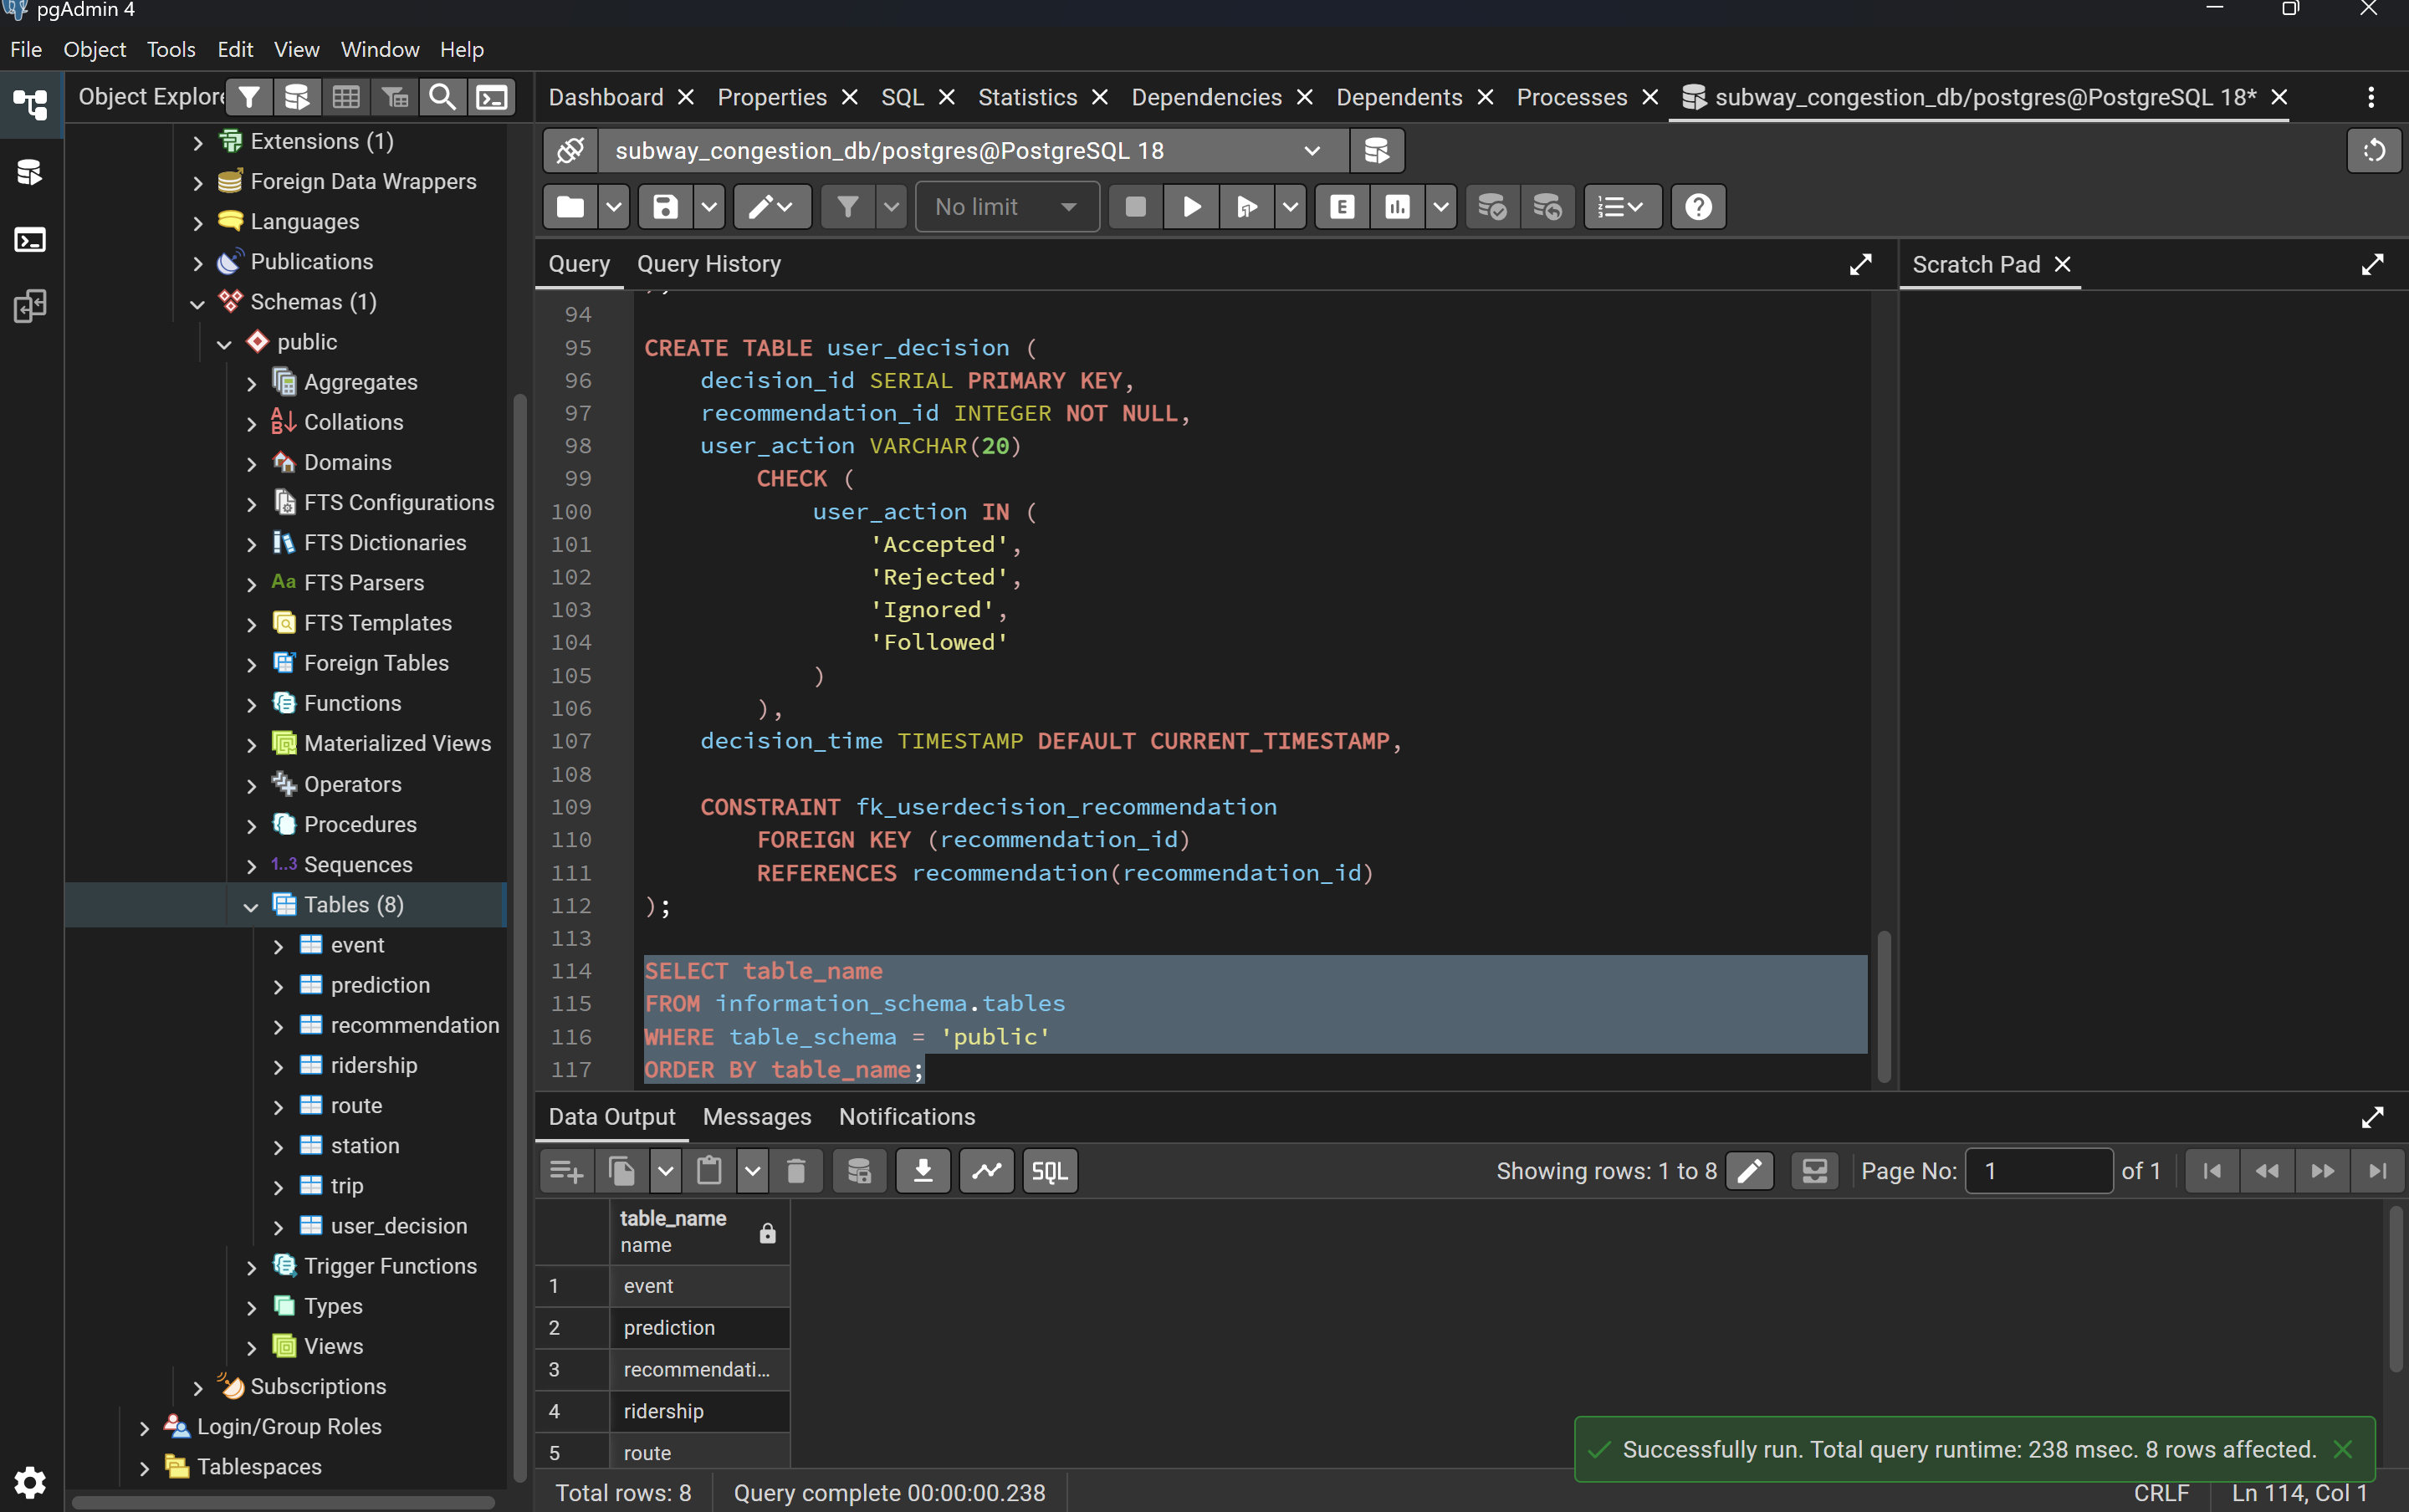 pgAdmin 4
File Object Tools Edit View Window Help
Object Explore
Dashboard Properties SQL Statistics Dependencies Dependents Processes subway_congestion_db/postgres@PostgreSQL 18*
subway_congestion_db/postgres@PostgreSQL 18
No limit
E
Query Query History
Scratch Pad
Extensions (1)
Foreign Data Wrappers
Languages
Publications
Schemas (1)
public
Aggregates
Collations
Domains
FTS Configurations
FTS Dictionaries
Aa FTS Parsers
FTS Templates
Foreign Tables
Functions
Materialized Views
Operators
Procedures
1..3 Sequences
Tables (8)
event
prediction
recommendation
ridership
route
station
trip
user_decision
Trigger Functions
Types
Views
Subscriptions
Login/Group Roles
Tablespaces
94
95 CREATE TABLE user_decision (
96 decision_id SERIAL PRIMARY KEY,
97 recommendation_id INTEGER NOT NULL,
98 user_action VARCHAR(20)
99 CHECK (
100 user_action IN (
101 'Accepted',
102 'Rejected',
103 'Ignored',
104 'Followed'
105 )
106 ),
107 decision_time TIMESTAMP DEFAULT CURRENT_TIMESTAMP,
108
109 CONSTRAINT fk_userdecision_recommendation
110 FOREIGN KEY (recommendation_id)
111 REFERENCES recommendation(recommendation_id)
112 );
113
114 SELECT table_name
115 FROM information_schema.tables
116 WHERE table_schema = 'public'
117 ORDER BY table_name;
Data Output Messages Notifications
SQL
Showing rows: 1 to 8
Page No: 1 of 1
table_name
name
1 event
2 prediction
3 recommendati...
4 ridership
5 route
Successfully run. Total query runtime: 238 msec. 8 rows affected.
Total rows: 8 Query complete 00:00:00.238 CRLF Ln 114, Col 1